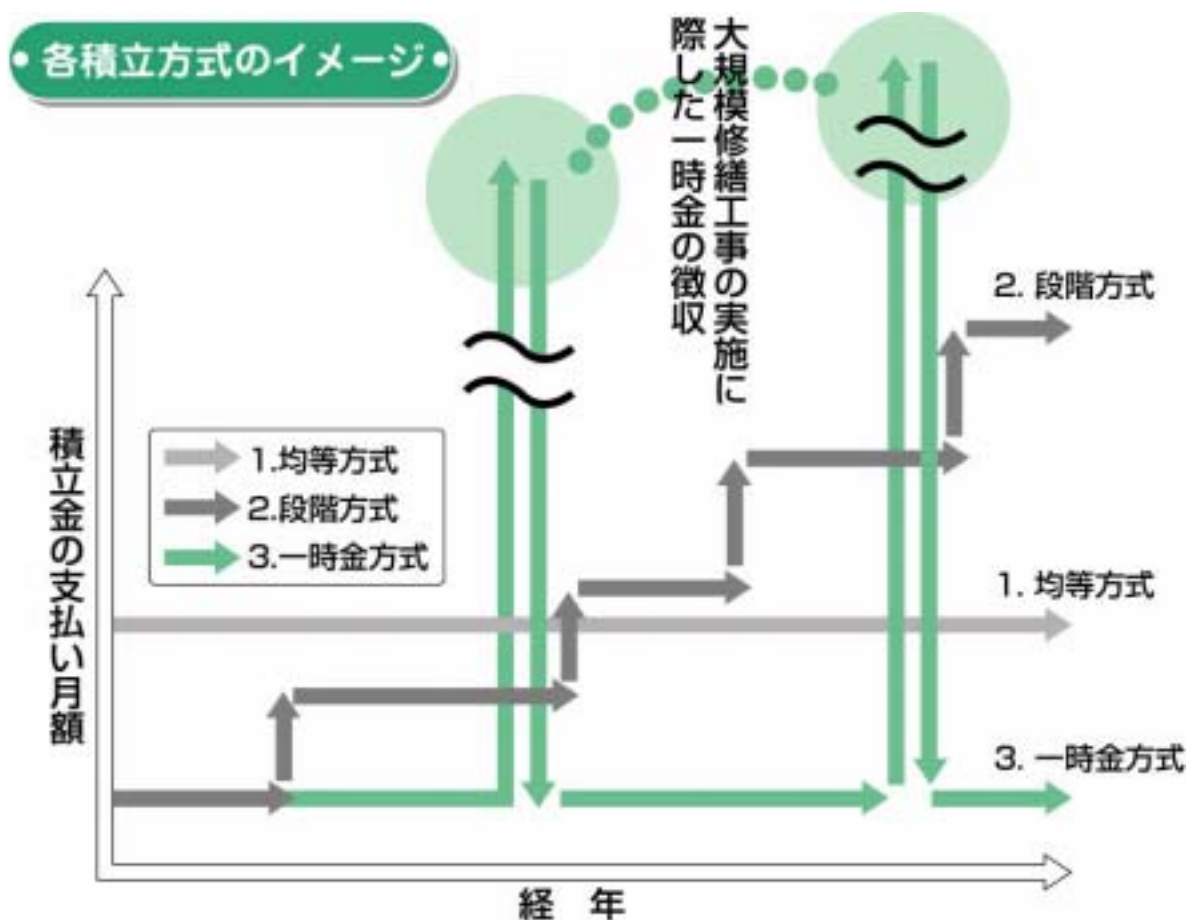 各積立方式のイメージ
大規模修繕工事の実施に
際した一時金の徴収
2. 段階方式
積立金の支払い月額
1.均等方式
2.段階方式
3.一時金方式
1. 均等方式
3. 一時金方式
経 年